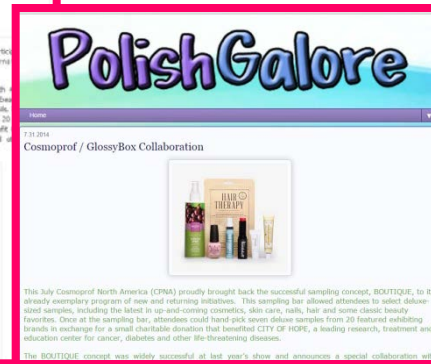 PolishGalore
Home
7.31.2014
Cosmoprof / GlossyBox Collaboration
HAIR
THERAPY
This July Cosmoprof North America (CPNA) proudly brought back the successful sampling concept, BOUTIQUE, to it
already exemplary program of new and returning initiatives. This sampling bar allowed attendees to select deluxe-
sized samples, including the latest in up-and-coming cosmetics, skin care, nails, hair and some classic beauty
favorites. Once at the sampling bar, attendees could hand-pick seven deluxe samples from 20 featured exhibiting
brands in exchange for a small charitable donation that benefited CITY OF HOPE, a leading research, treatment and
education center for cancer, diabetes and other life-threatening diseases.
The BOUTIQUE concept was widely successful at last year's show and announces a special collaboration wit